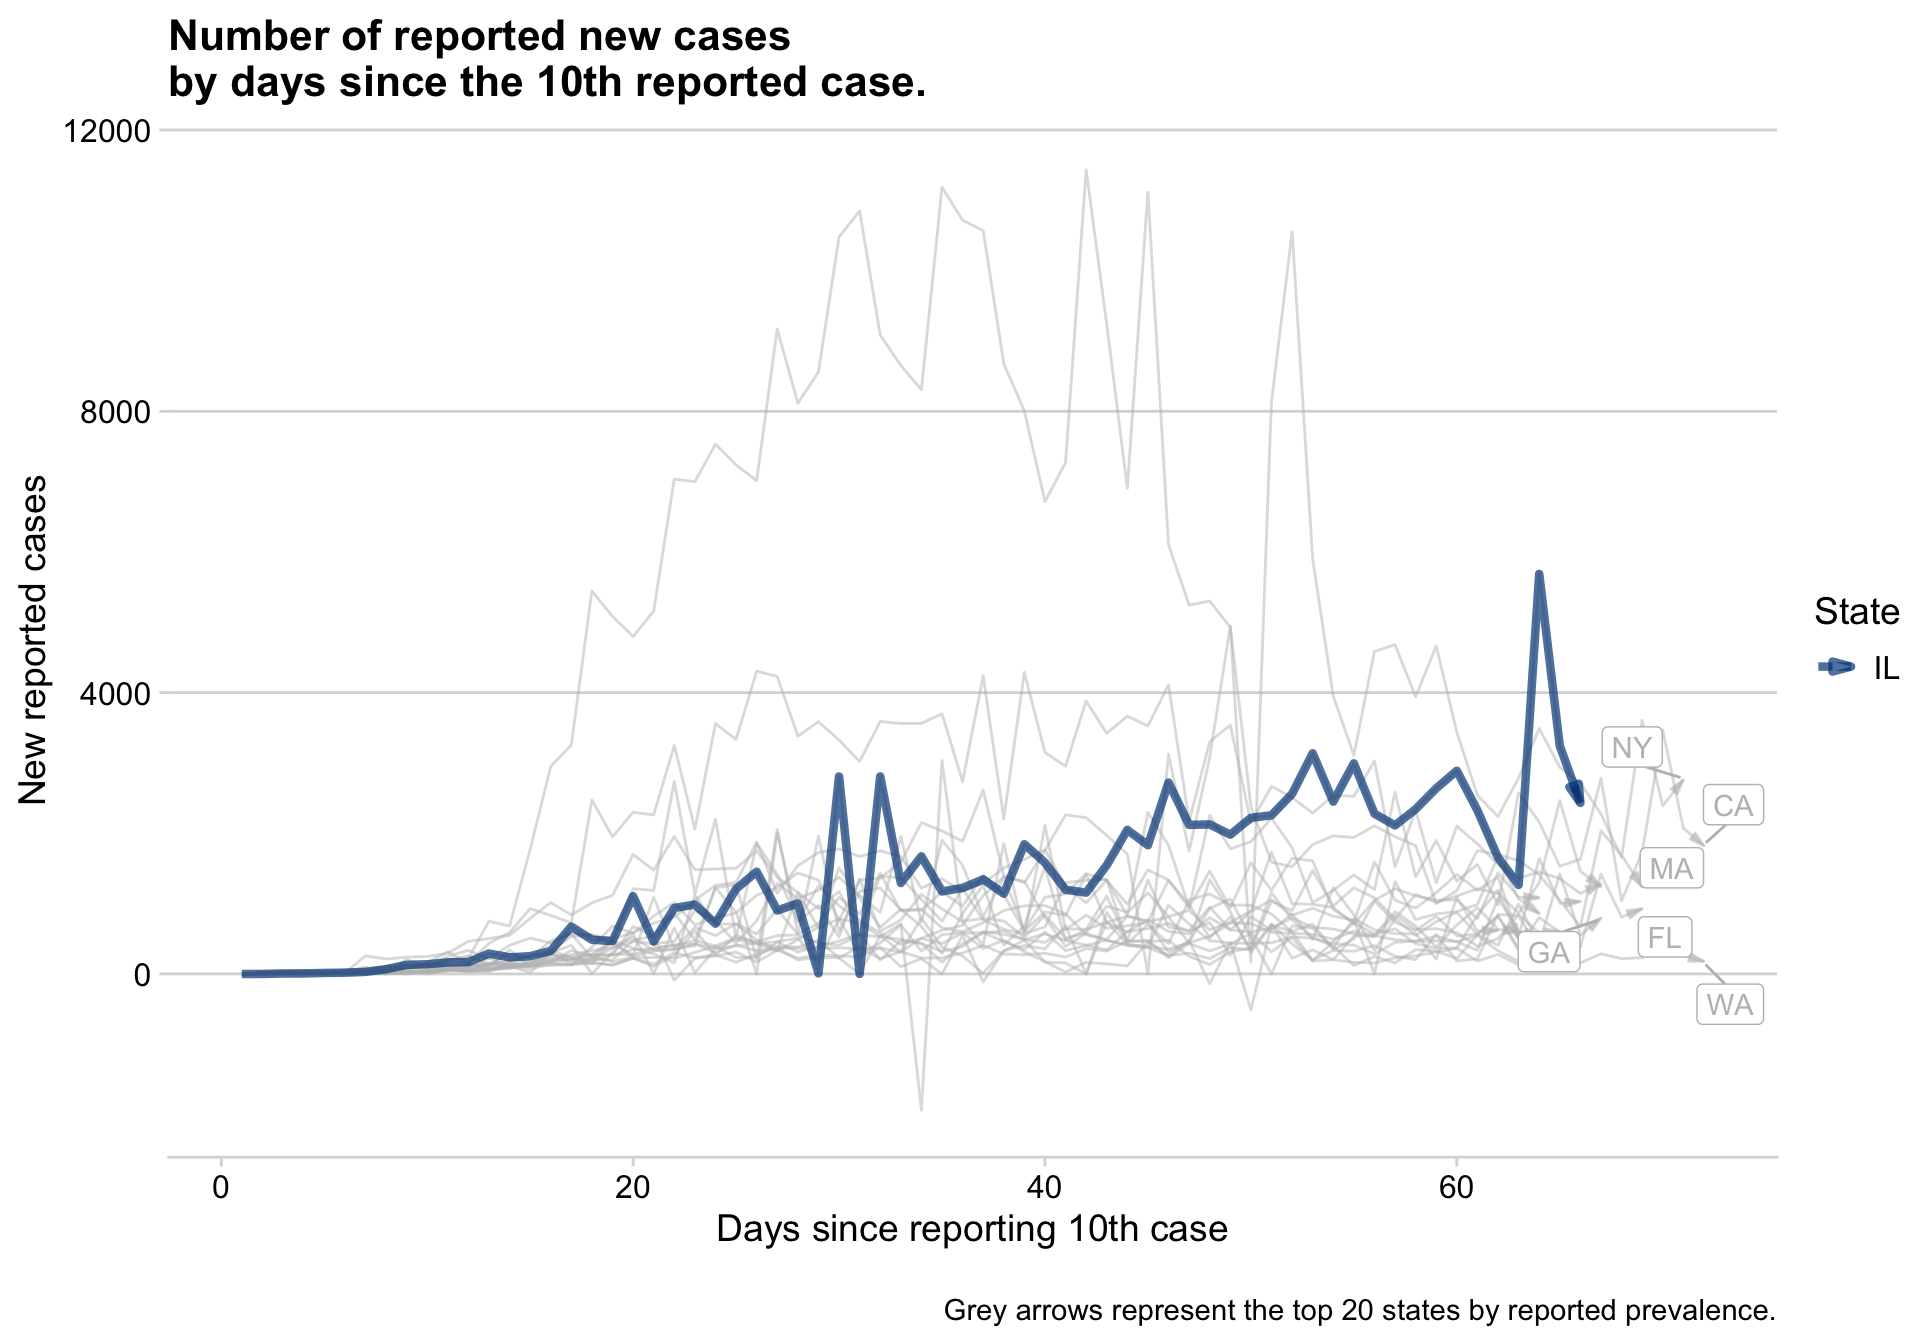 Number of reported new cases
by days since the 10th reported case.
12000
8000
4000
0
New reported cases
0
20
40
60
Days since reporting 10th case
NY
CA
MA
FL
GA
WA
State
IL
Grey arrows represent the top 20 states by reported prevalence.